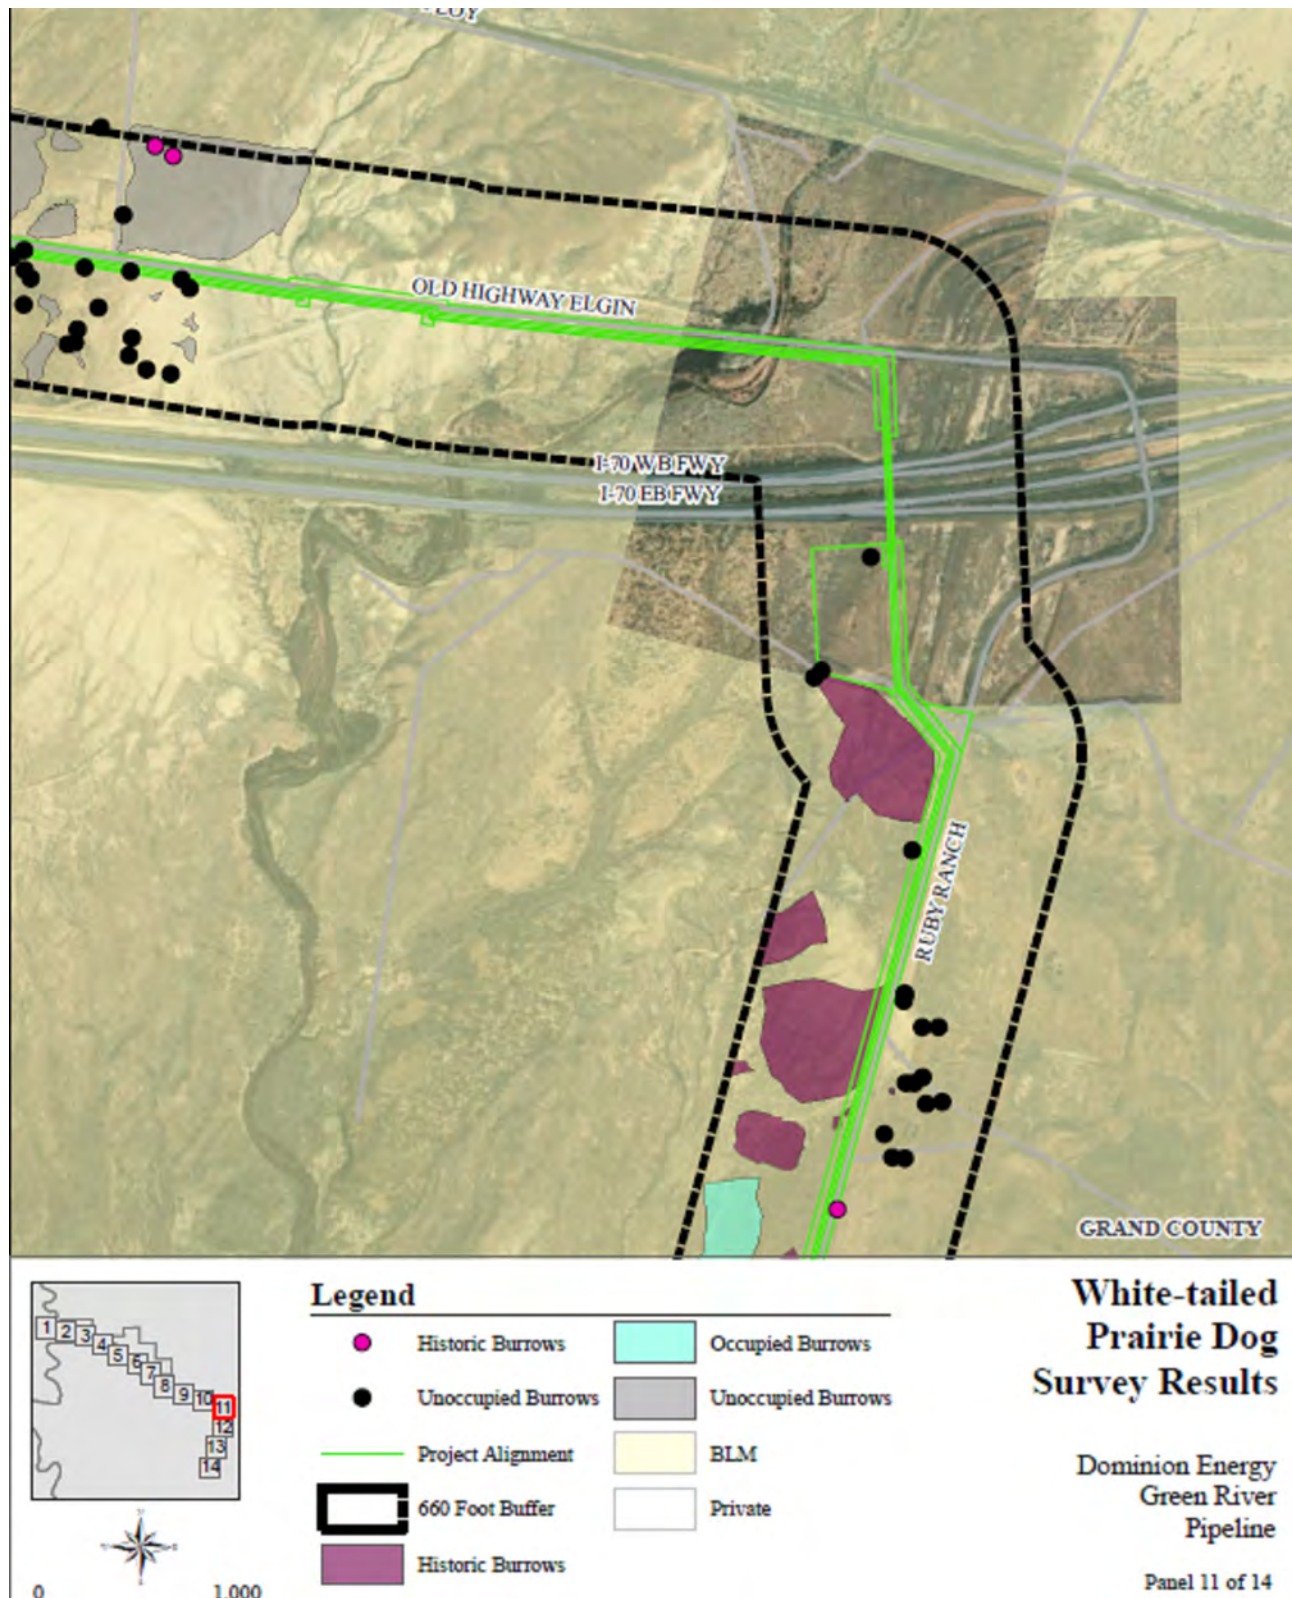 OLD HIGHWAY ELGIN
I-70 WB FWY
I-70 EB FWY
RUBY RANCH
GRAND COUNTY
1
2
3
4
5
6
7
8
9
10
11
12
13
14
0
1,000
Legend
Historic Burrows
Unoccupied Burrows
Project Alignment
660 Foot Buffer
Historic Burrows
Occupied Burrows
Unoccupied Burrows
BLM
Private
White-tailed
Prairie Dog
Survey Results
Dominion Energy
Green River
Pipeline
Panel 11 of 14